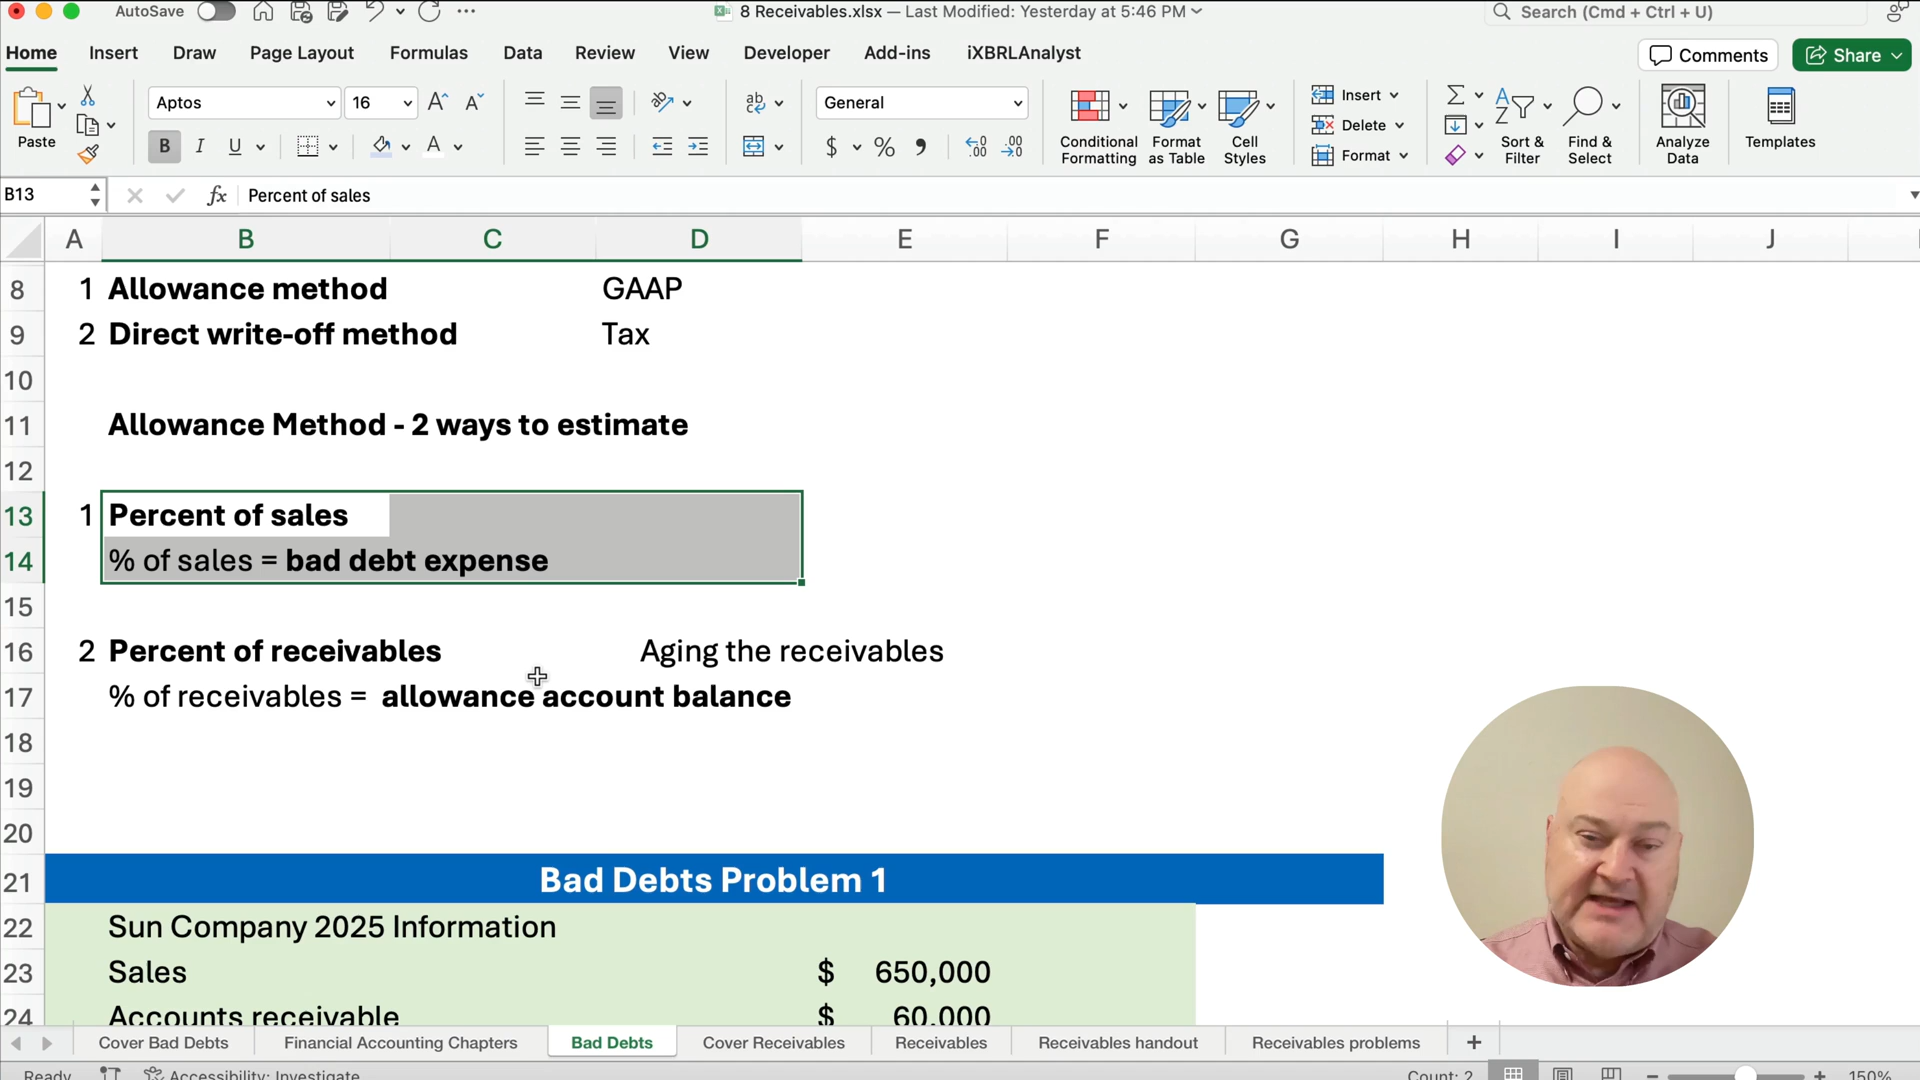 AutoSave
8 Receivables.xlsx — Last Modified: Yesterday at 5:46 PM
Search (Cmd + Ctrl + U)
Home Insert Draw Page Layout Formulas Data Review View Developer Add-ins iXBRLAnalyst
Comments Share
Paste
Aptos 16
B I U A
General
$ % 9
Conditional Formatting
Format as Table
Cell Styles
Insert
Delete
Format
Sort & Filter
Find & Select
Analyze Data
Templates
B13 fx Percent of sales
A B C D E F G H I J
8 1 Allowance method GAAP
9 2 Direct write-off method Tax
10
11 Allowance Method - 2 ways to estimate
12
13 1 Percent of sales
14 % of sales = bad debt expense
15
16 2 Percent of receivables Aging the receivables
17 % of receivables = allowance account balance
18
19
20
21 Bad Debts Problem 1
22 Sun Company 2025 Information
23 Sales $ 650,000
24 Accounts receivable $ 60,000
Cover Bad Debts Financial Accounting Chapters Bad Debts Cover Receivables Receivables Receivables handout Receivables problems +
Ready Accessibility: Investigate Count: 2 − + 150%